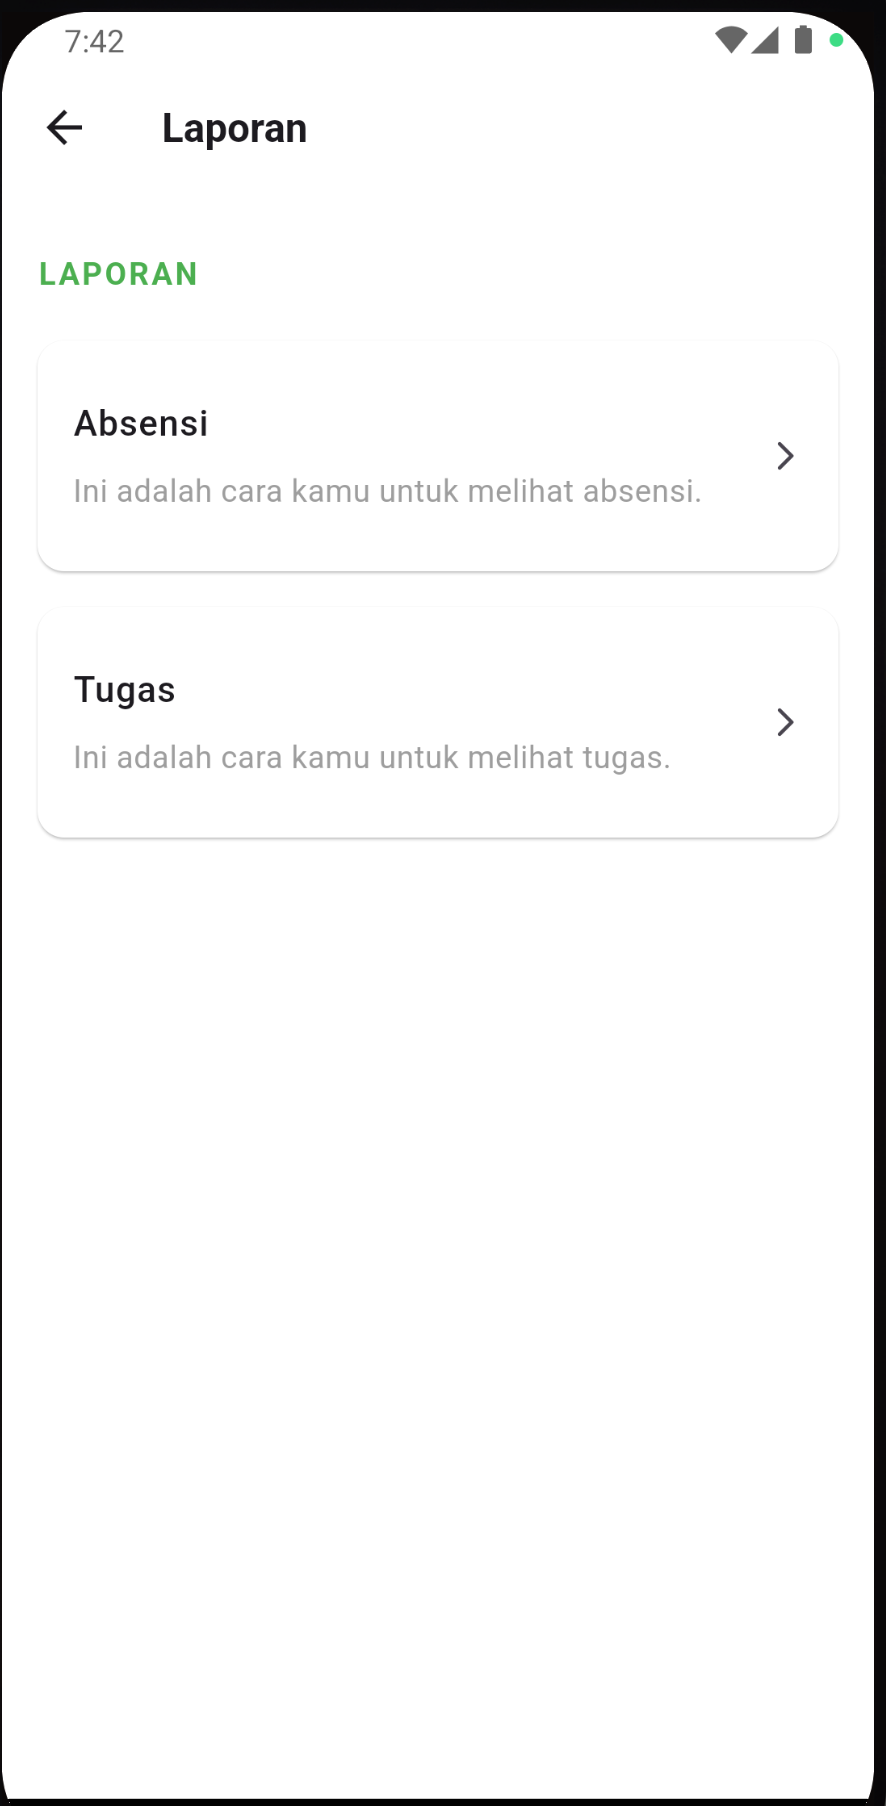 7:42
Laporan
LAPORAN
Absensi
Ini adalah cara kamu untuk melihat absensi.
Tugas
Ini adalah cara kamu untuk melihat tugas.